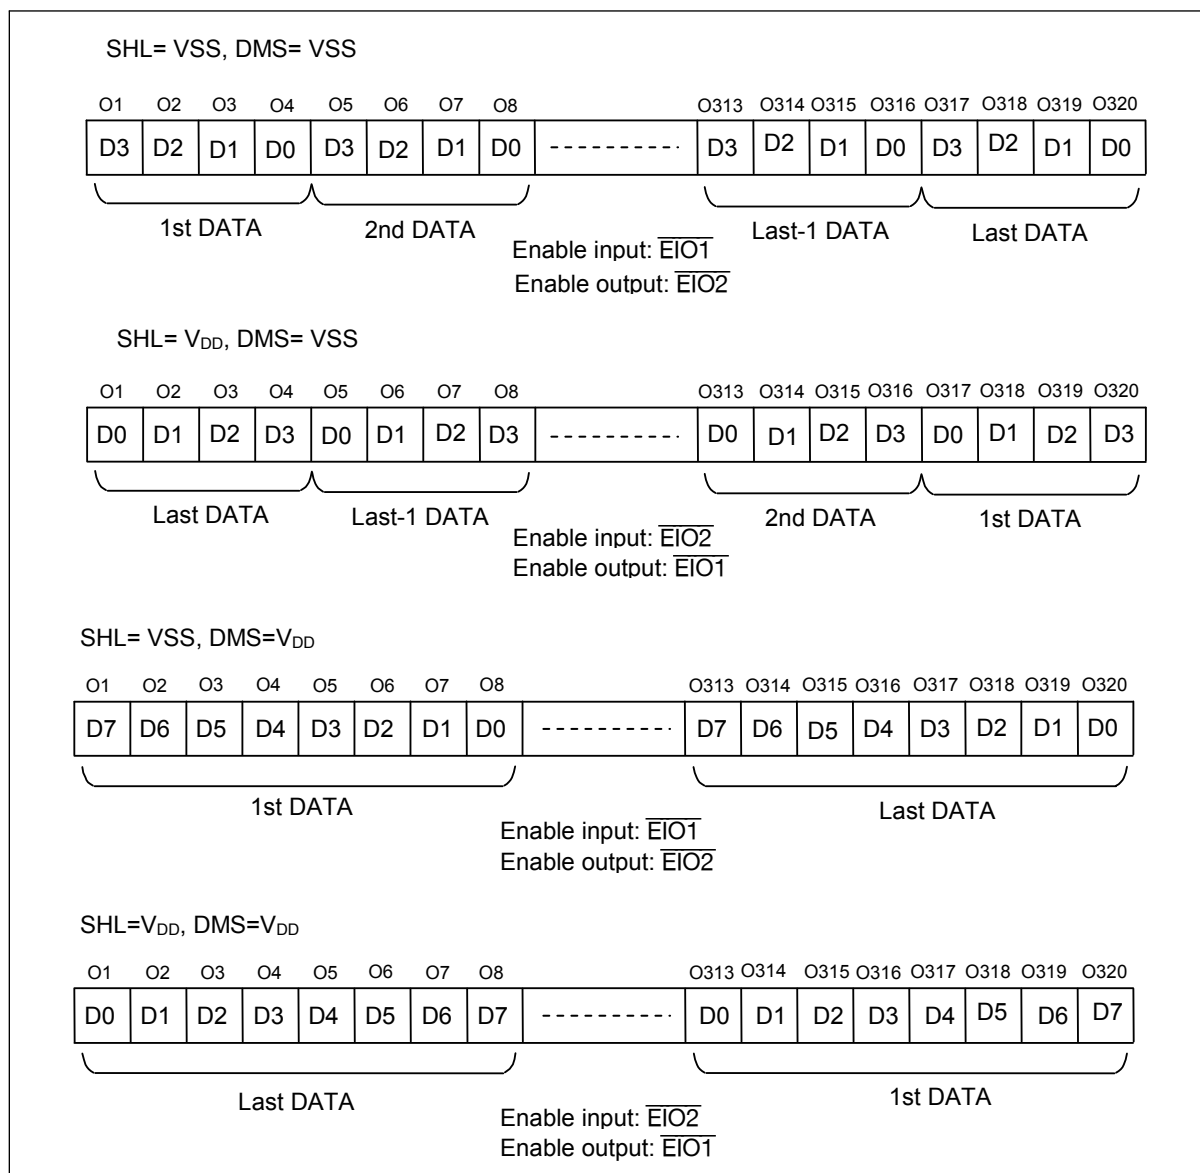 SHL= VSS, DMS= VSS
O1 O2 O3 O4 O5 O6 O7 O8 O313 O314 O315 O316 O317 O318 O319 O320
D3 D2 D1 D0 D3 D2 D1 D0 D3 D2 D1 D0 D3 D2 D1 D0
1st DATA 2nd DATA Last-1 DATA Last DATA
Enable input: E̅I̅O̅1̅
Enable output: E̅I̅O̅2̅
SHL= VDD, DMS= VSS
O1 O2 O3 O4 O5 O6 O7 O8 O313 O314 O315 O316 O317 O318 O319 O320
D0 D1 D2 D3 D0 D1 D2 D3 D0 D1 D2 D3 D0 D1 D2 D3
Last DATA Last-1 DATA 2nd DATA 1st DATA
Enable input: E̅I̅O̅2̅
Enable output: E̅I̅O̅1̅
SHL= VSS, DMS=VDD
O1 O2 O3 O4 O5 O6 O7 O8 O313 O314 O315 O316 O317 O318 O319 O320
D7 D6 D5 D4 D3 D2 D1 D0 D7 D6 D5 D4 D3 D2 D1 D0
1st DATA Last DATA
Enable input: E̅I̅O̅1̅
Enable output: E̅I̅O̅2̅
SHL=VDD, DMS=VDD
O1 O2 O3 O4 O5 O6 O7 O8 O313 O314 O315 O316 O317 O318 O319 O320
D0 D1 D2 D3 D4 D5 D6 D7 D0 D1 D2 D3 D4 D5 D6 D7
Last DATA 1st DATA
Enable input: E̅I̅O̅2̅
Enable output: E̅I̅O̅1̅